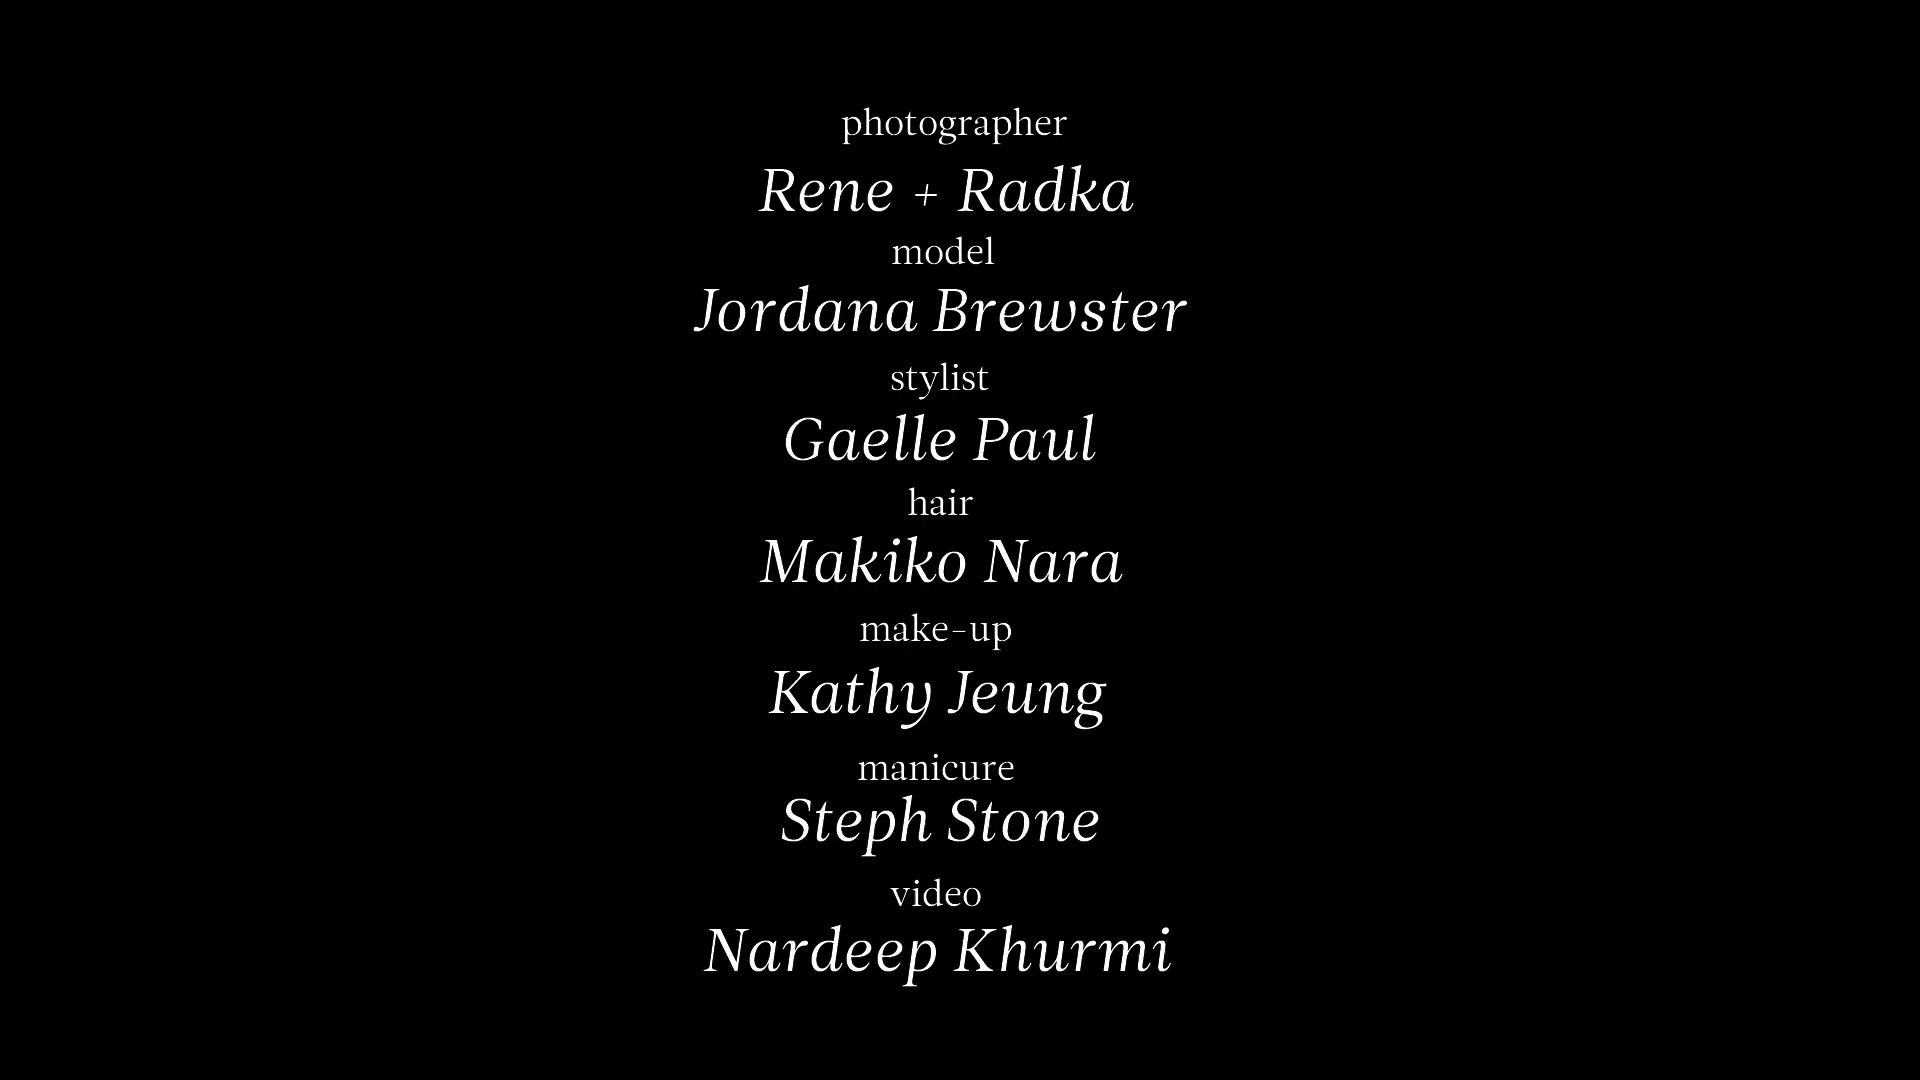 photographer
Rene + Radka
model
Jordana Brewster
stylist
Gaelle Paul
hair
Makiko Nara
make-up
Kathy Jeung
manicure
Steph Stone
video
Nardeep Khurmi